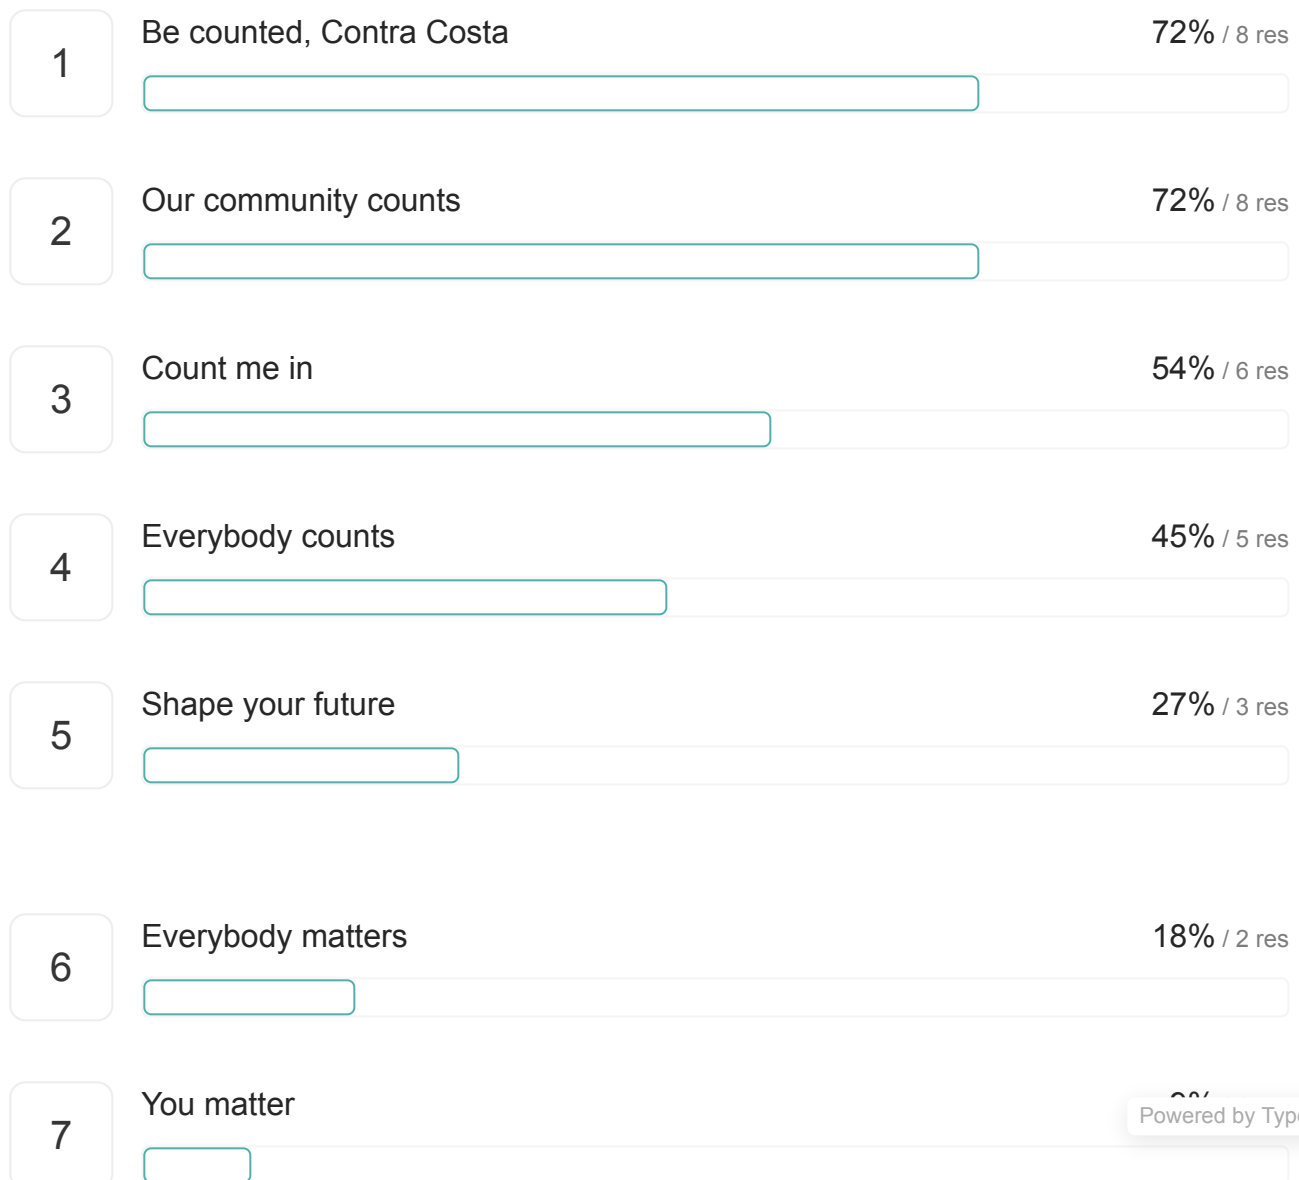 1
Be counted, Contra Costa
72% / 8 res
2
Our community counts
72% / 8 res
3
Count me in
54% / 6 res
4
Everybody counts
45% / 5 res
5
Shape your future
27% / 3 res
6
Everybody matters
18% / 2 res
7
You matter
Powered by